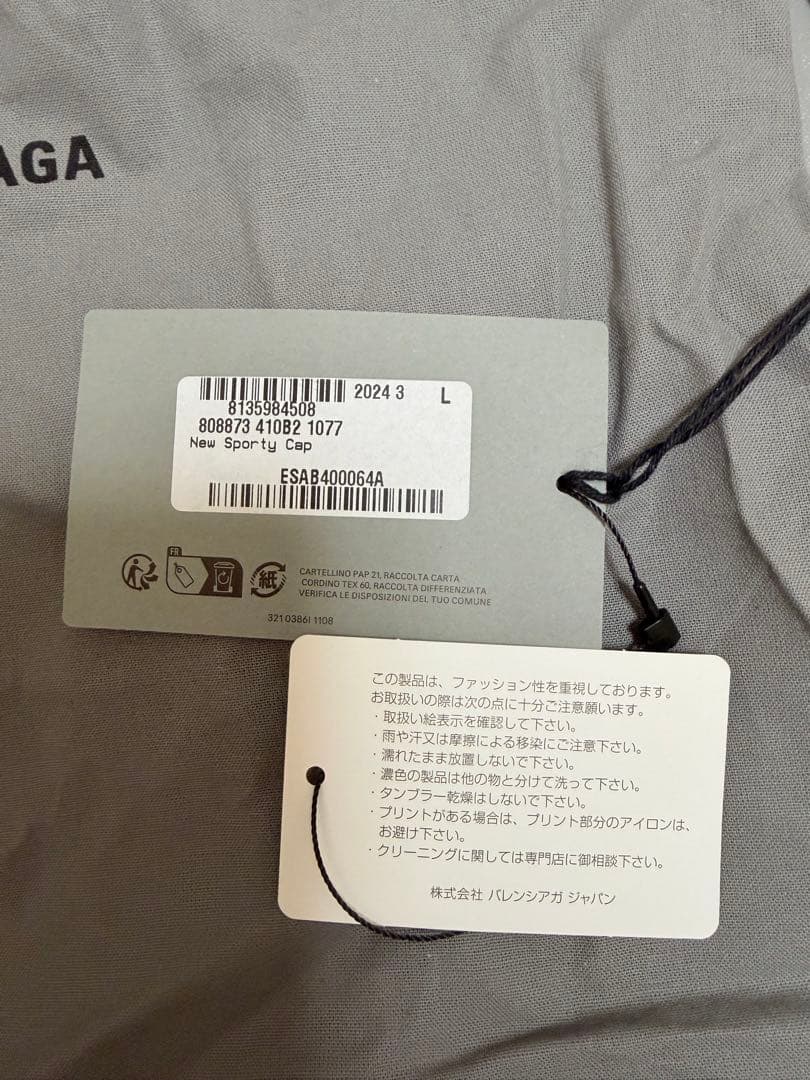 AGA
2024 3 L
8135984508
808873 410B2 1077
New Sporty Cap
ESAB400064A
FR
紙
CARTELLINO PAP 21, RACCOLTA CARTA
CORDINO TEX 60, RACCOLTA DIFFERENZIATA
VERIFICA LE DISPOSIZIONI DEL TUO COMUNE
321 0386I 1108
この製品は、ファッション性を重視しております。
お取扱いの際は次の点に十分ご注意願います。
・取扱い絵表示を確認して下さい。
・雨や汗又は摩擦による移染にご注意下さい。
・濡れたまま放置しないで下さい。
・濃色の製品は他の物と分けて洗って下さい。
・タンブラー乾燥はしないで下さい。
・プリントがある場合は、プリント部分のアイロンは、
お避け下さい。
・クリーニングに関しては専門店に御相談下さい。
株式会社 バレンシアガ ジャパン